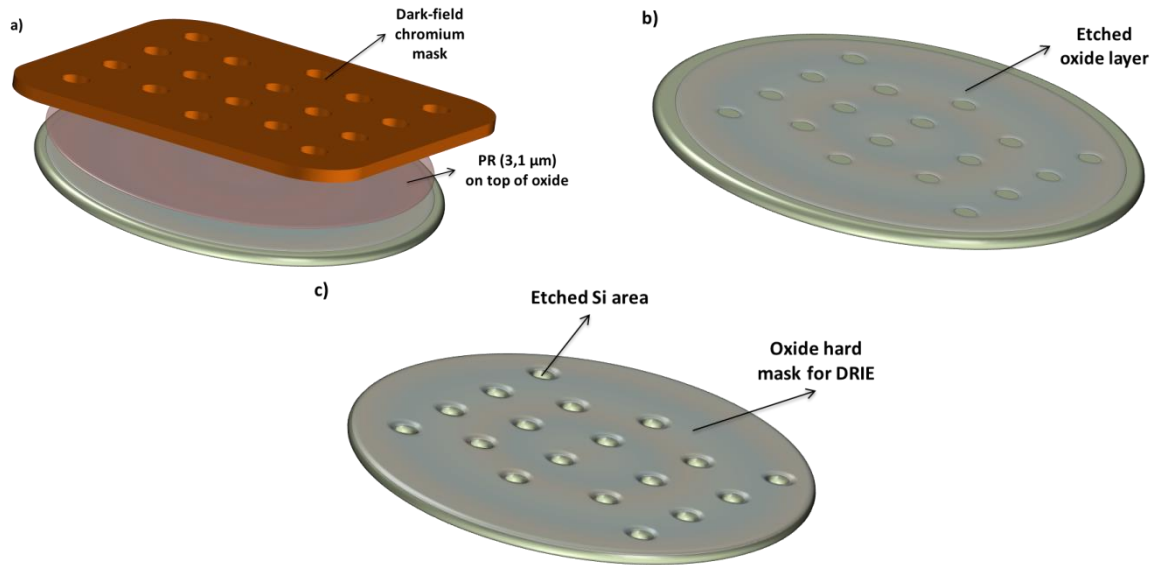 a)
Dark-field
chromium
mask
PR (3,1 µm)
on top of oxide
b)
Etched
oxide layer
c)
Etched Si area
Oxide hard
mask for DRIE